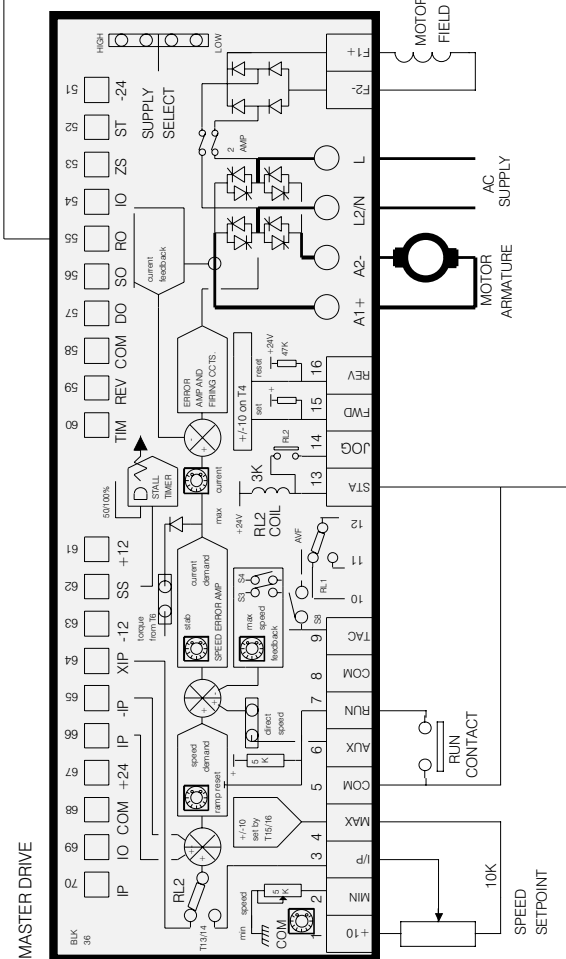 MASTER DRIVE
BLK
36
70
IP
69
IO
68
COM
67
+24
66
IP
65
-IP
64
XIP
63
-12
62
SS
61
+12
60
TIM
59
REV
58
COM
57
DO
56
SO
55
RO
54
IO
53
ZS
52
ST
51
-24
HIGH
LOW
SUPPLY
SELECT
torque
from T6
50/100%
STALL
TIMER
current
feedback
2
AMP
RL2
T13/14
speed
demand
ramp reset
current
demand
stab
SPEED ERROR AMP
max
current
ERROR
AMP AND
FIRING CCTS.
min
speed
COM
5
K
+/-10
set by
T15/16
5
K
direct
speed
max
speed
feedback
S3
S4
S8
AVF
RL1
+24V
3K
RL2
COIL
RL2
+/-10 on T4
set
reset
+24V
47K
1
2
3
4
5
6
7
8
9
10
11
12
13
14
15
16
+10
MIN
I/P
MAX
COM
AUX
RUN
COM
TAC
STA
JOG
FWD
REV
A1+
A2-
L2/N
L
F2-
F1+
10K
SPEED
SETPOINT
RUN
CONTACT
MOTOR
ARMATURE
AC
SUPPLY
MOTOR
FIELD